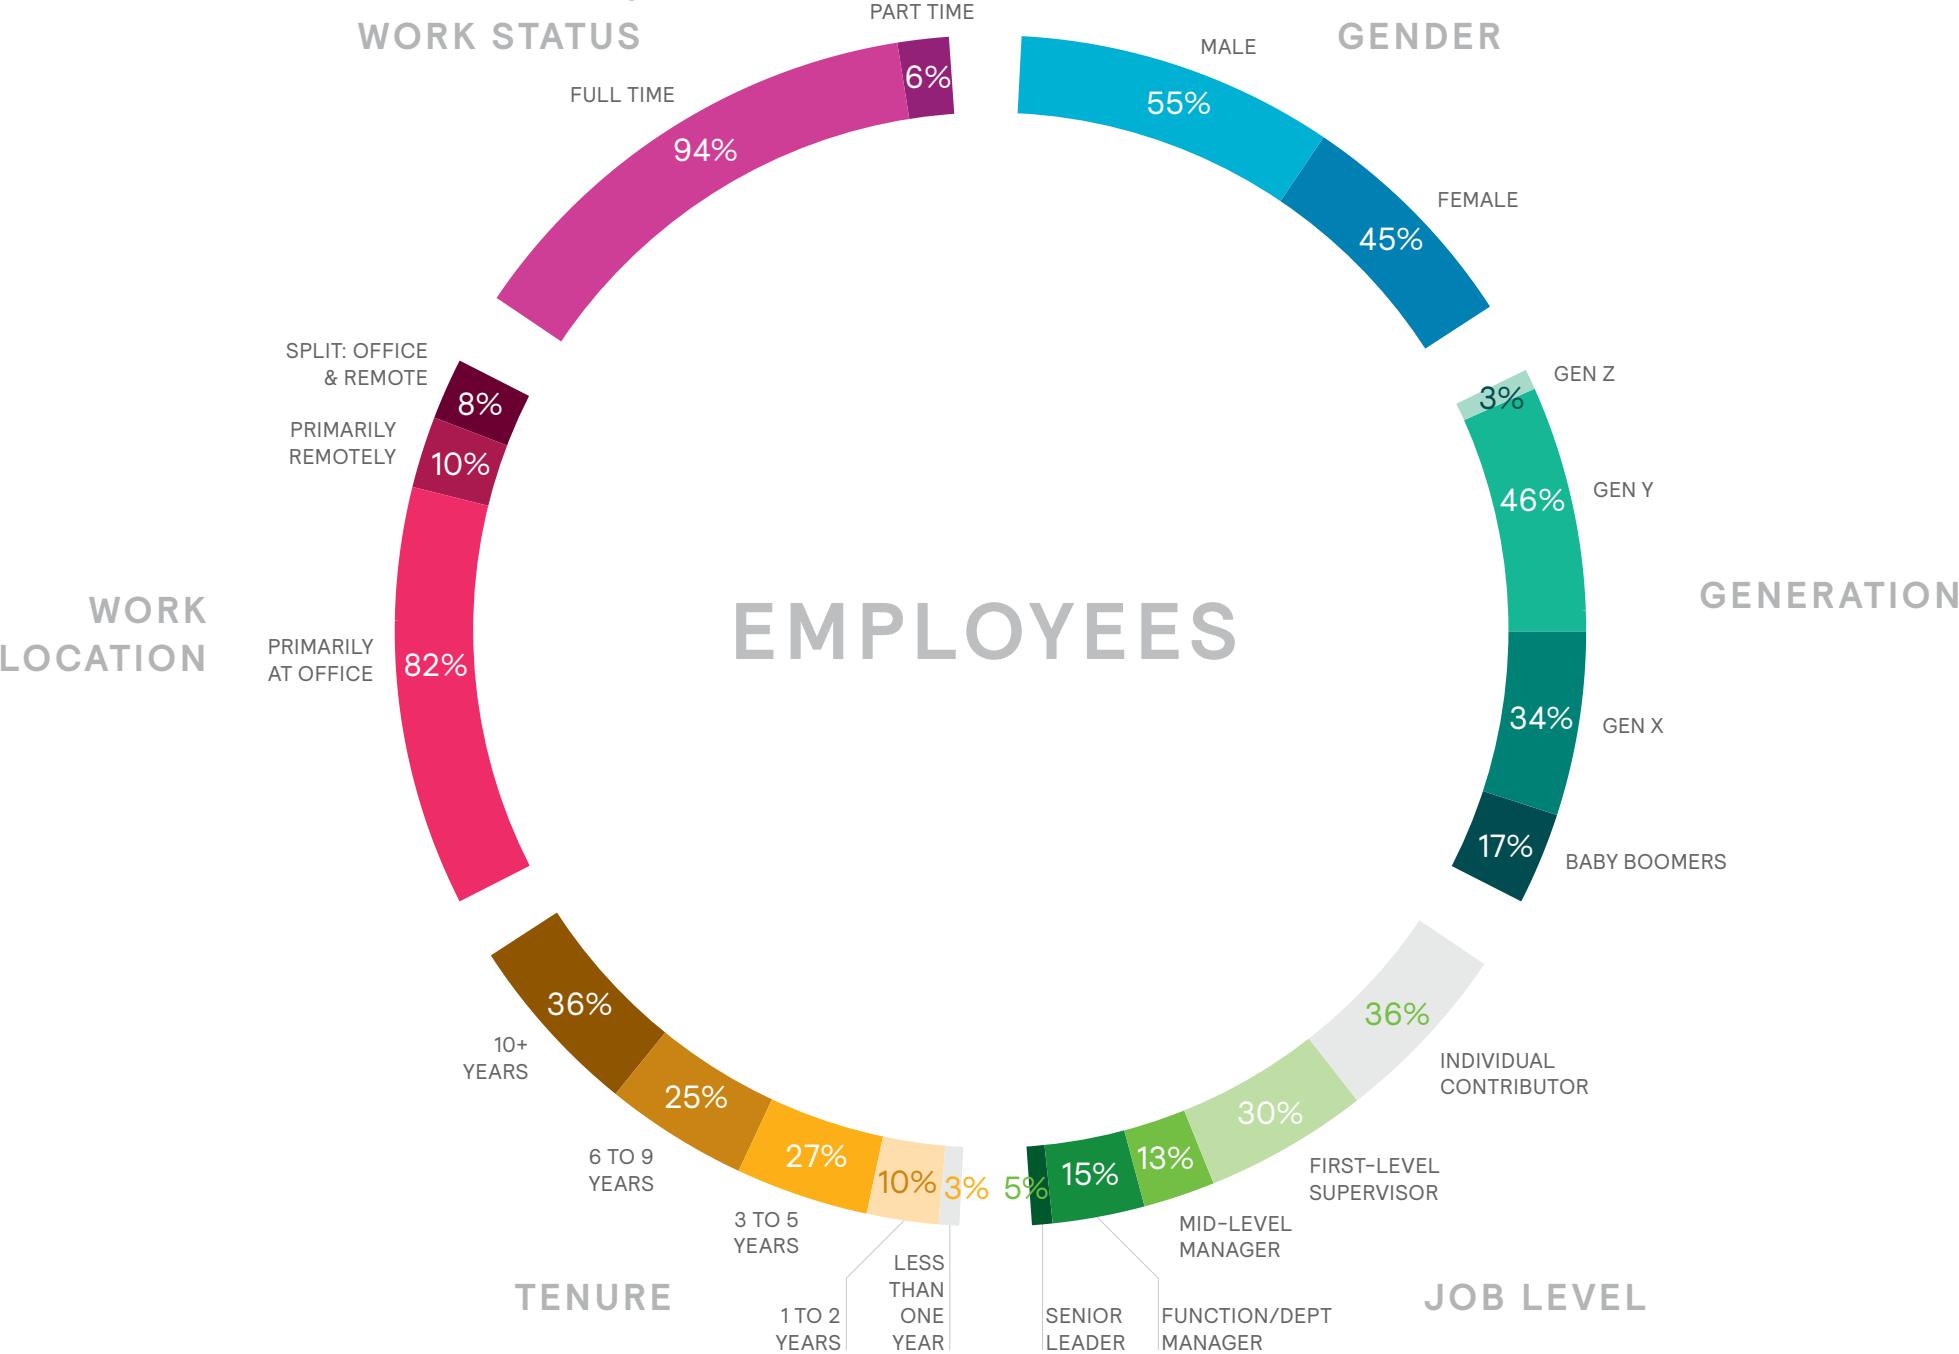 PART TIME
WORK STATUS
GENDER
MALE
6%
FULL TIME
55%
94%
FEMALE
45%
SPLIT: OFFICE
& REMOTE
GEN Z
3%
8%
PRIMARILY
REMOTELY
10%
46%
GEN Y
WORK
LOCATION
EMPLOYEES
GENERATION
PRIMARILY
AT OFFICE
82%
34%
GEN X
17%
BABY BOOMERS
36%
10+
YEARS
36%
INDIVIDUAL
CONTRIBUTOR
25%
30%
6 TO 9
YEARS
27%
10%
3%
5%
15%
13%
FIRST-LEVEL
SUPERVISOR
3 TO 5
YEARS
MID-LEVEL
MANAGER
TENURE
JOB LEVEL
1 TO 2
YEARS
LESS
THAN
ONE
YEAR
SENIOR
LEADER
FUNCTION/DEPT
MANAGER